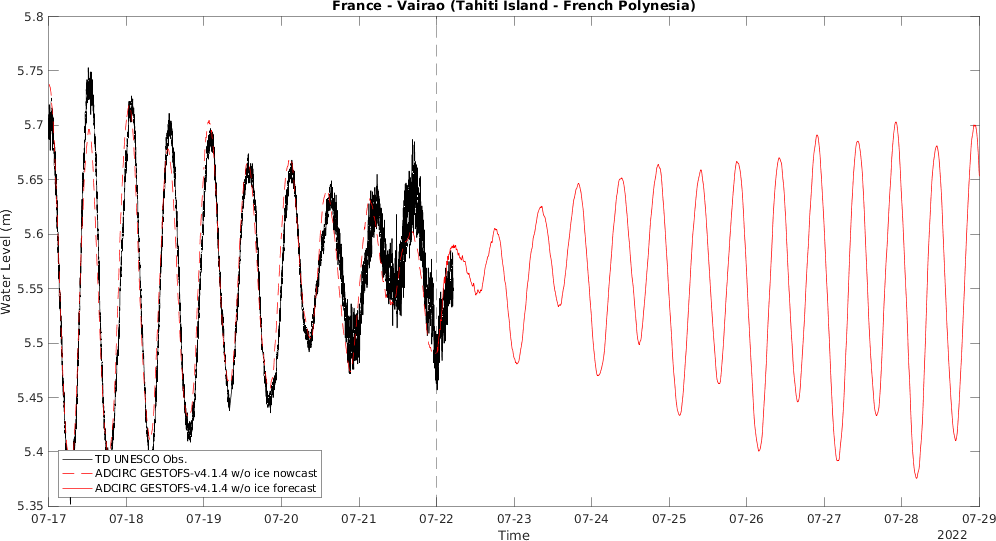 France - Vairao (Tahiti Island - French Polynesia)
5.8
5.75
5.7
5.65
5.6
5.55
5.5
5.45
5.4
5.35
Water Level (m)
TD UNESCO Obs.
ADCIRC GESTOFS-v4.1.4 w/o ice nowcast
ADCIRC GESTOFS-v4.1.4 w/o ice forecast
07-17 07-18 07-19 07-20 07-21 07-22 07-23 07-24 07-25 07-26 07-27 07-28 07-29
Time
2022